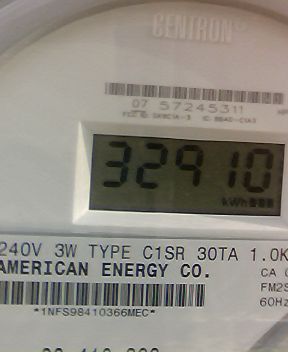 CENTRON
07 57245311
32910
kWh
240V 3W TYPE C1SR 30TA 1.0K
AMERICAN ENERGY CO.
CA
FM2S
60Hz
*1NFS98410366MEC*